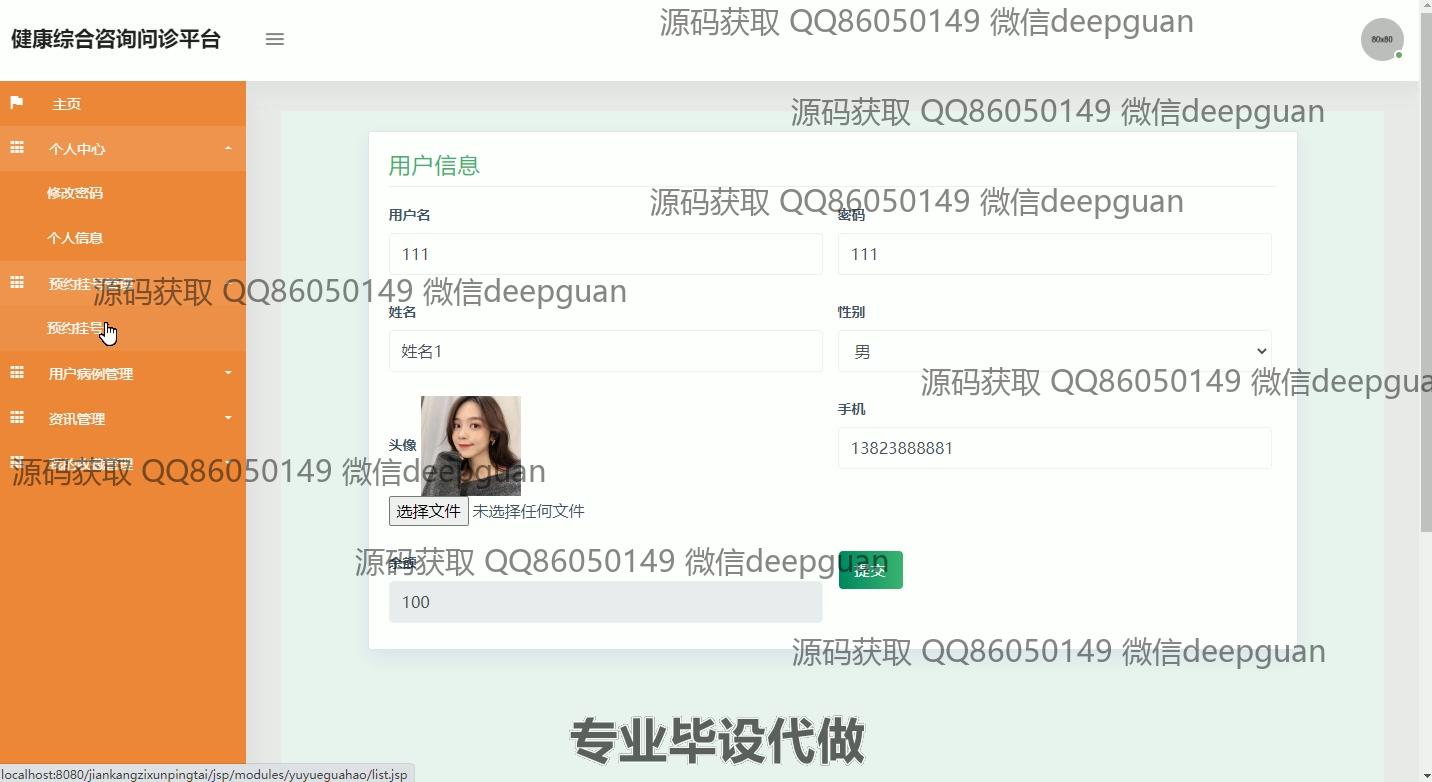 健康综合咨询问诊平台
源码获取 QQ86050149 微信deepguan
80x80
主页
源码获取 QQ86050149 微信deepguan
个人中心
用户信息
修改密码
源码获取 QQ86050149 微信deepguan
用户名
密码
个人信息
111
111
预约挂号管理
源码获取 QQ86050149 微信deepguan
姓名
性别
预约挂号
姓名1
男
用户病例管理
源码获取 QQ86050149 微信deepgua
手机
资讯管理
头像
13823888881
源码获取 QQ86050149 微信deepguan
选择文件 未选择任何文件
余额
源码获取 QQ86050149 微信deepguan
提交
100
源码获取 QQ86050149 微信deepguan
专业毕设代做
localhost:8080/jiankangzixunpingtai/jsp/modules/yuyueguahao/list.jsp